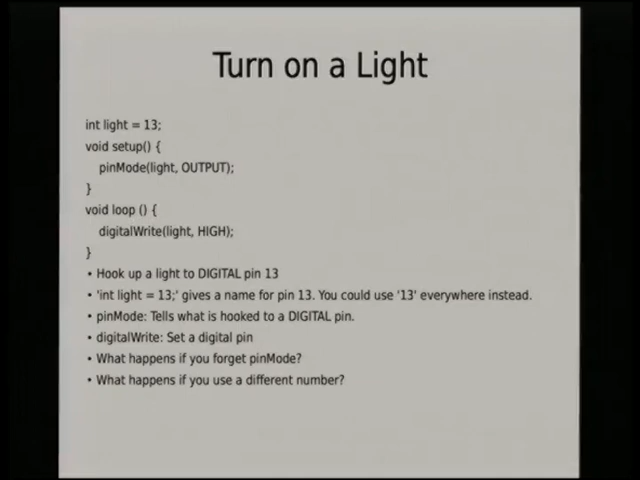 Turn on a Light
int light = 13;
void setup() {
pinMode(light, OUTPUT);
}
void loop () {
digitalWrite(light, HIGH);
}
• Hook up a light to DIGITAL pin 13
• 'int light = 13;' gives a name for pin 13. You could use '13' everywhere instead.
• pinMode: Tells what is hooked to a DIGITAL pin.
• digitalWrite: Set a digital pin
• What happens if you forget pinMode?
• What happens if you use a different number?